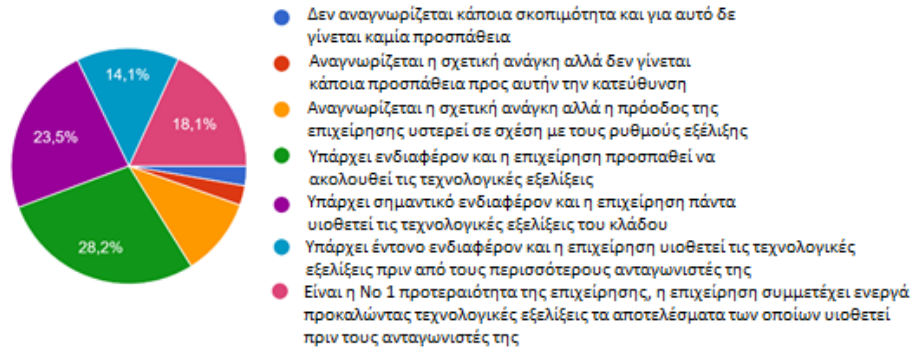 Δεν αναγνωρίζεται κάποια σκοπιμότητα και για αυτό δε
γίνεται καμία προσπάθεια
Αναγνωρίζεται η σχετική ανάγκη αλλά δεν γίνεται
κάποια προσπάθεια προς αυτήν την κατεύθυνση
Αναγνωρίζεται η σχετική ανάγκη αλλά η πρόοδος της
επιχείρησης υστερεί σε σχέση με τους ρυθμούς εξέλιξης
Υπάρχει ενδιαφέρον και η επιχείρηση προσπαθεί να
ακολουθεί τις τεχνολογικές εξελίξεις
Υπάρχει σημαντικό ενδιαφέρον και η επιχείρηση πάντα
υιοθετεί τις τεχνολογικές εξελίξεις του κλάδου
Υπάρχει έντονο ενδιαφέρον και η επιχείρηση υιοθετεί τις τεχνολογικές
εξελίξεις πριν από τους περισσότερους ανταγωνιστές της
Είναι η Νο 1 προτεραιότητα της επιχείρησης, η επιχείρηση συμμετέχει ενεργά
προκαλώντας τεχνολογικές εξελίξεις τα αποτελέσματα των οποίων υιοθετεί
πριν τους ανταγωνιστές της
14,1%
18,1%
23,5%
28,2%